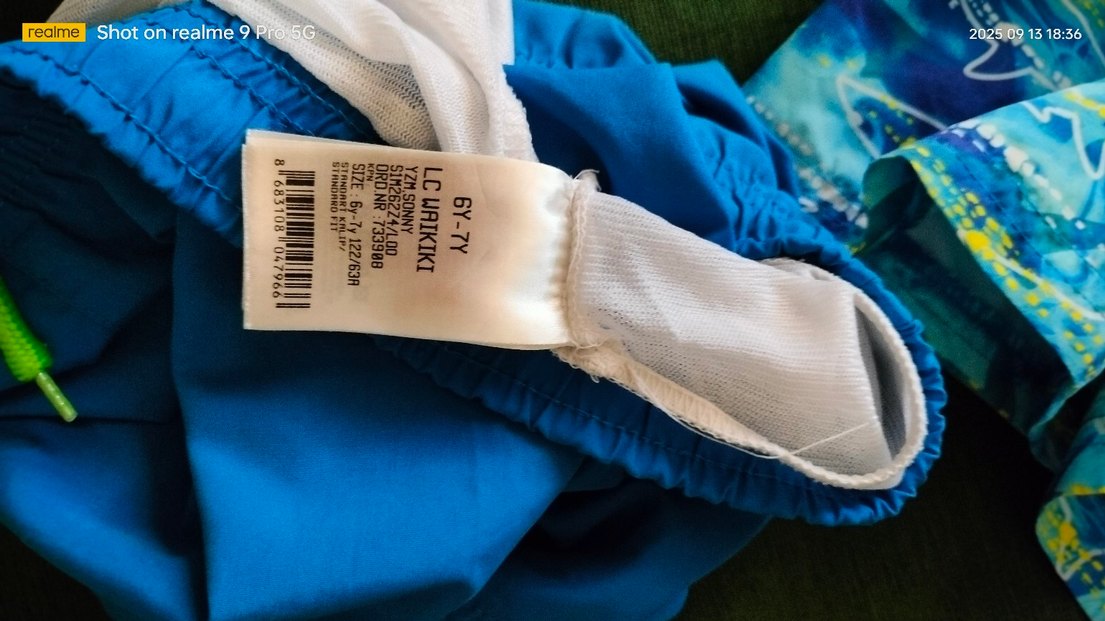 realme Shot on realme 9 Pro 5G
2025 09 13 18:36
6Y-7Y
LC WAIKIKI
YZM.SONNY
S1M262Z4/L0D
ORD.NR :733908
KPN
SIZE : 6y-7y 122/63A
STANDART KALIP/
STANDARD FIT
8 683108 047966